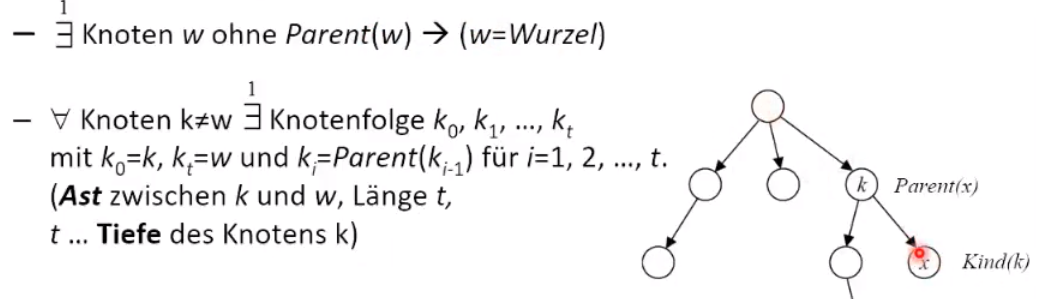 – ∃¹ Knoten w ohne Parent(w) → (w=Wurzel)
– ∀ Knoten k≠w ∃¹ Knotenfolge k₀, k₁, ..., kₜ
mit k₀=k, kₜ=w und kᵢ=Parent(kᵢ₋₁) für i=1, 2, ..., t.
(Ast zwischen k und w, Länge t,
t ... Tiefe des Knotens k)
k Parent(x)
x Kind(k)